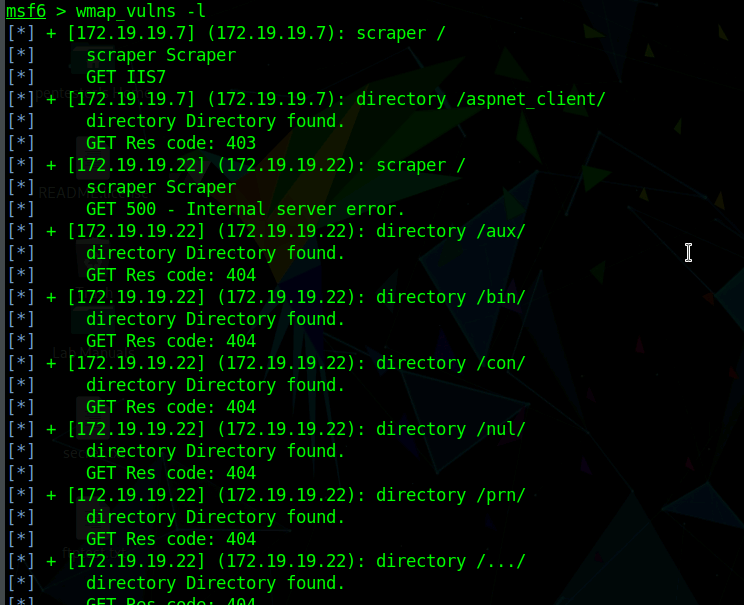 msf6 > wmap_vulns -l
[*] + [172.19.19.7] (172.19.19.7): scraper /
[*]     scraper Scraper
[*]     GET IIS7
[*] + [172.19.19.7] (172.19.19.7): directory /aspnet_client/
[*]     directory Directory found.
[*]     GET Res code: 403
[*] + [172.19.19.22] (172.19.19.22): scraper /
[*]     scraper Scraper
[*]     GET 500 - Internal server error.
[*] + [172.19.19.22] (172.19.19.22): directory /aux/
[*]     directory Directory found.
[*]     GET Res code: 404
[*] + [172.19.19.22] (172.19.19.22): directory /bin/
[*]     directory Directory found.
[*]     GET Res code: 404
[*] + [172.19.19.22] (172.19.19.22): directory /con/
[*]     directory Directory found.
[*]     GET Res code: 404
[*] + [172.19.19.22] (172.19.19.22): directory /nul/
[*]     directory Directory found.
[*]     GET Res code: 404
[*] + [172.19.19.22] (172.19.19.22): directory /prn/
[*]     directory Directory found.
[*]     GET Res code: 404
[*] + [172.19.19.22] (172.19.19.22): directory /.../
[*]     directory Directory found.
[*]     GET Res code: 404